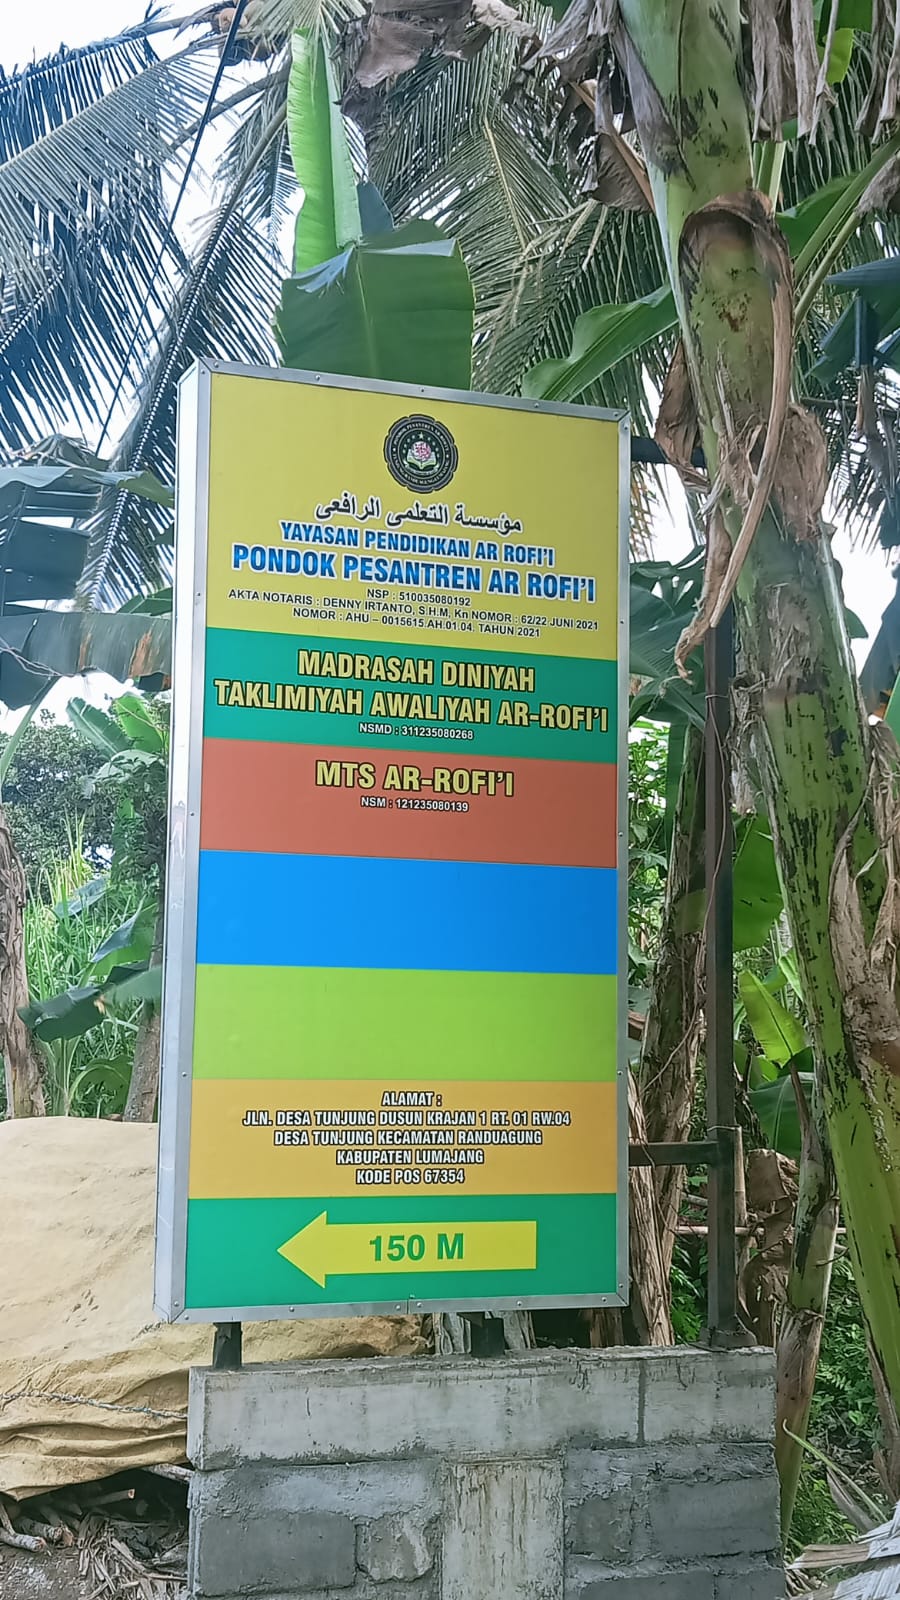 مؤسسة التعلمى الرافعى
YAYASAN PENDIDIKAN AR ROFI'I
PONDOK PESANTREN AR ROFI'I
NSP : 510035080192
AKTA NOTARIS : DENNY IRTANTO, S.H.M, Kn NOMOR : 62/22 JUNI 2021
NOMOR : AHU – 0015615.AH.01.04. TAHUN 2021
MADRASAH DINIYAH
TAKLIMIYAH AWALIYAH AR-ROFI'I
NSMD : 311235080268
MTS AR-ROFI'I
NSM : 121235080139
ALAMAT :
JLN. DESA TUNJUNG DUSUN KRAJAN 1 RT. 01 RW.04
DESA TUNJUNG KECAMATAN RANDUAGUNG
KABUPATEN LUMAJANG
KODE POS 67354
150 M